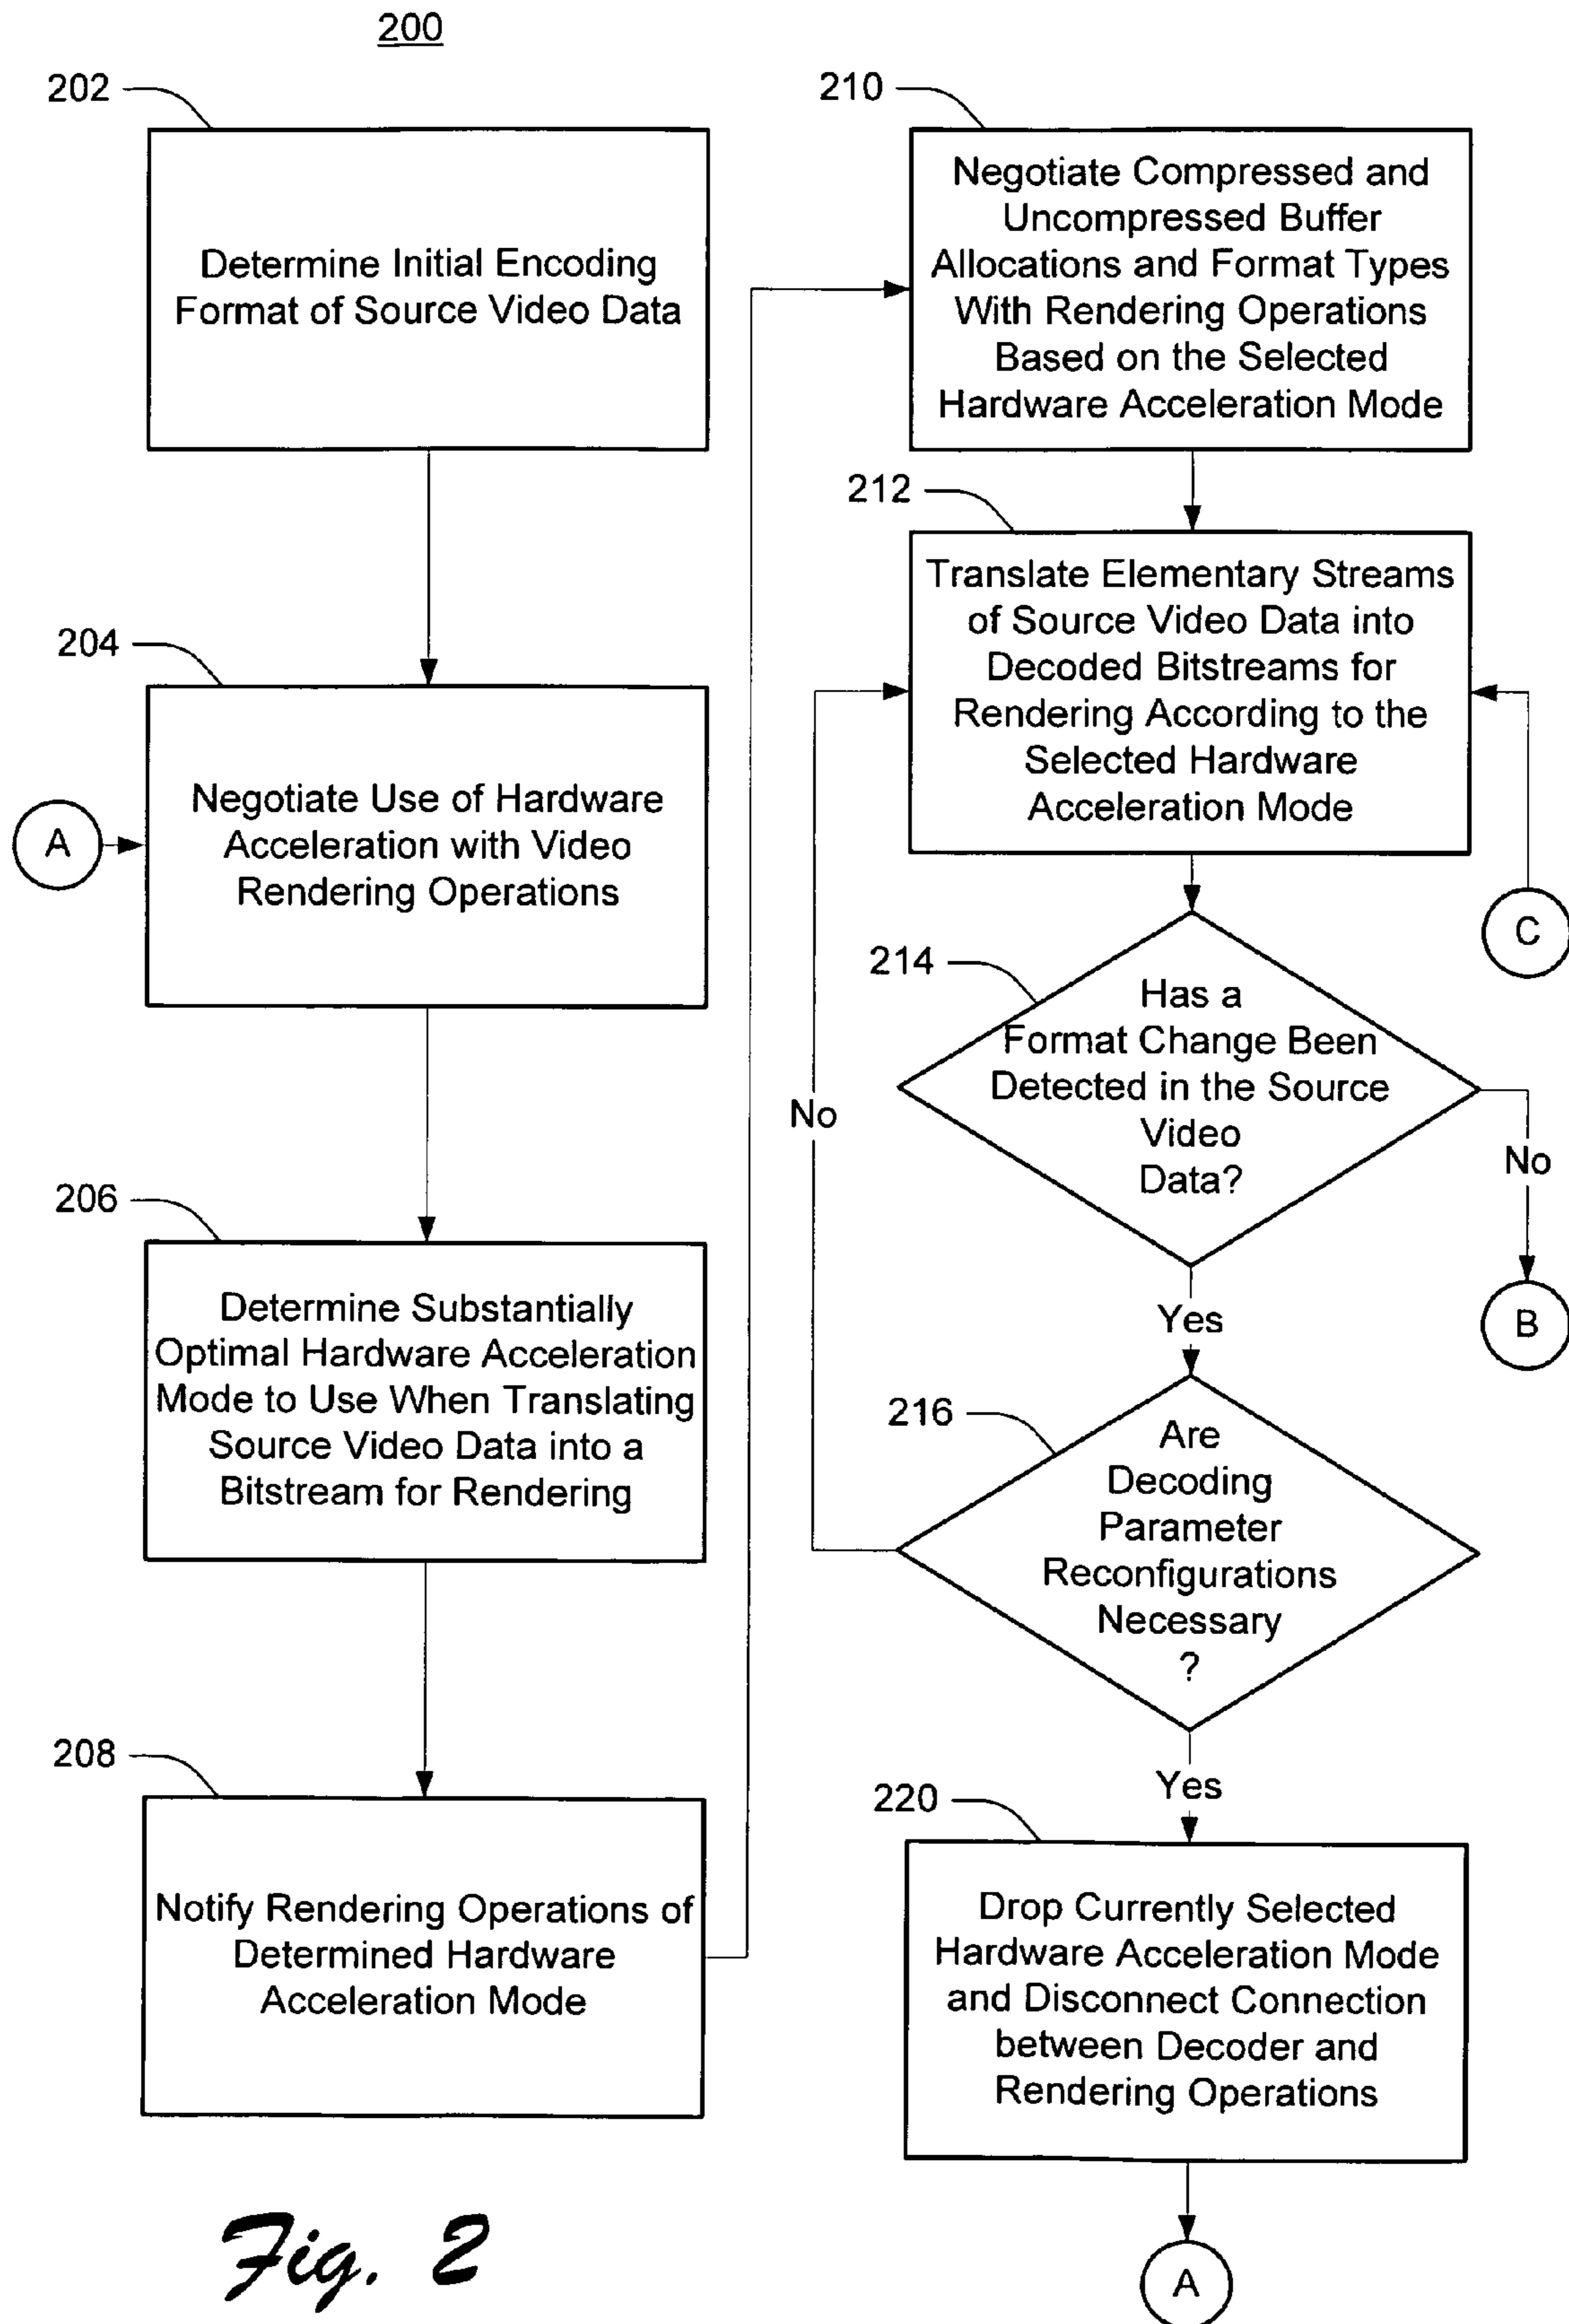 200
202
Determine Initial Encoding
Format of Source Video Data
204
A
Negotiate Use of Hardware
Acceleration with Video
Rendering Operations
206
Determine Substantially
Optimal Hardware Acceleration
Mode to Use When Translating
Source Video Data into a
Bitstream for Rendering
208
Notify Rendering Operations of
Determined Hardware
Acceleration Mode
210
Negotiate Compressed and
Uncompressed Buffer
Allocations and Format Types
With Rendering Operations
Based on the Selected
Hardware Acceleration Mode
212
Translate Elementary Streams
of Source Video Data into
Decoded Bitstreams for
Rendering According to the
Selected Hardware
Acceleration Mode
C
214
Has a
Format Change Been
Detected in the Source
Video
Data?
No
No
B
Yes
216
Are
Decoding
Parameter
Reconfigurations
Necessary
?
Yes
220
Drop Currently Selected
Hardware Acceleration Mode
and Disconnect Connection
between Decoder and
Rendering Operations
A
Fig. 2